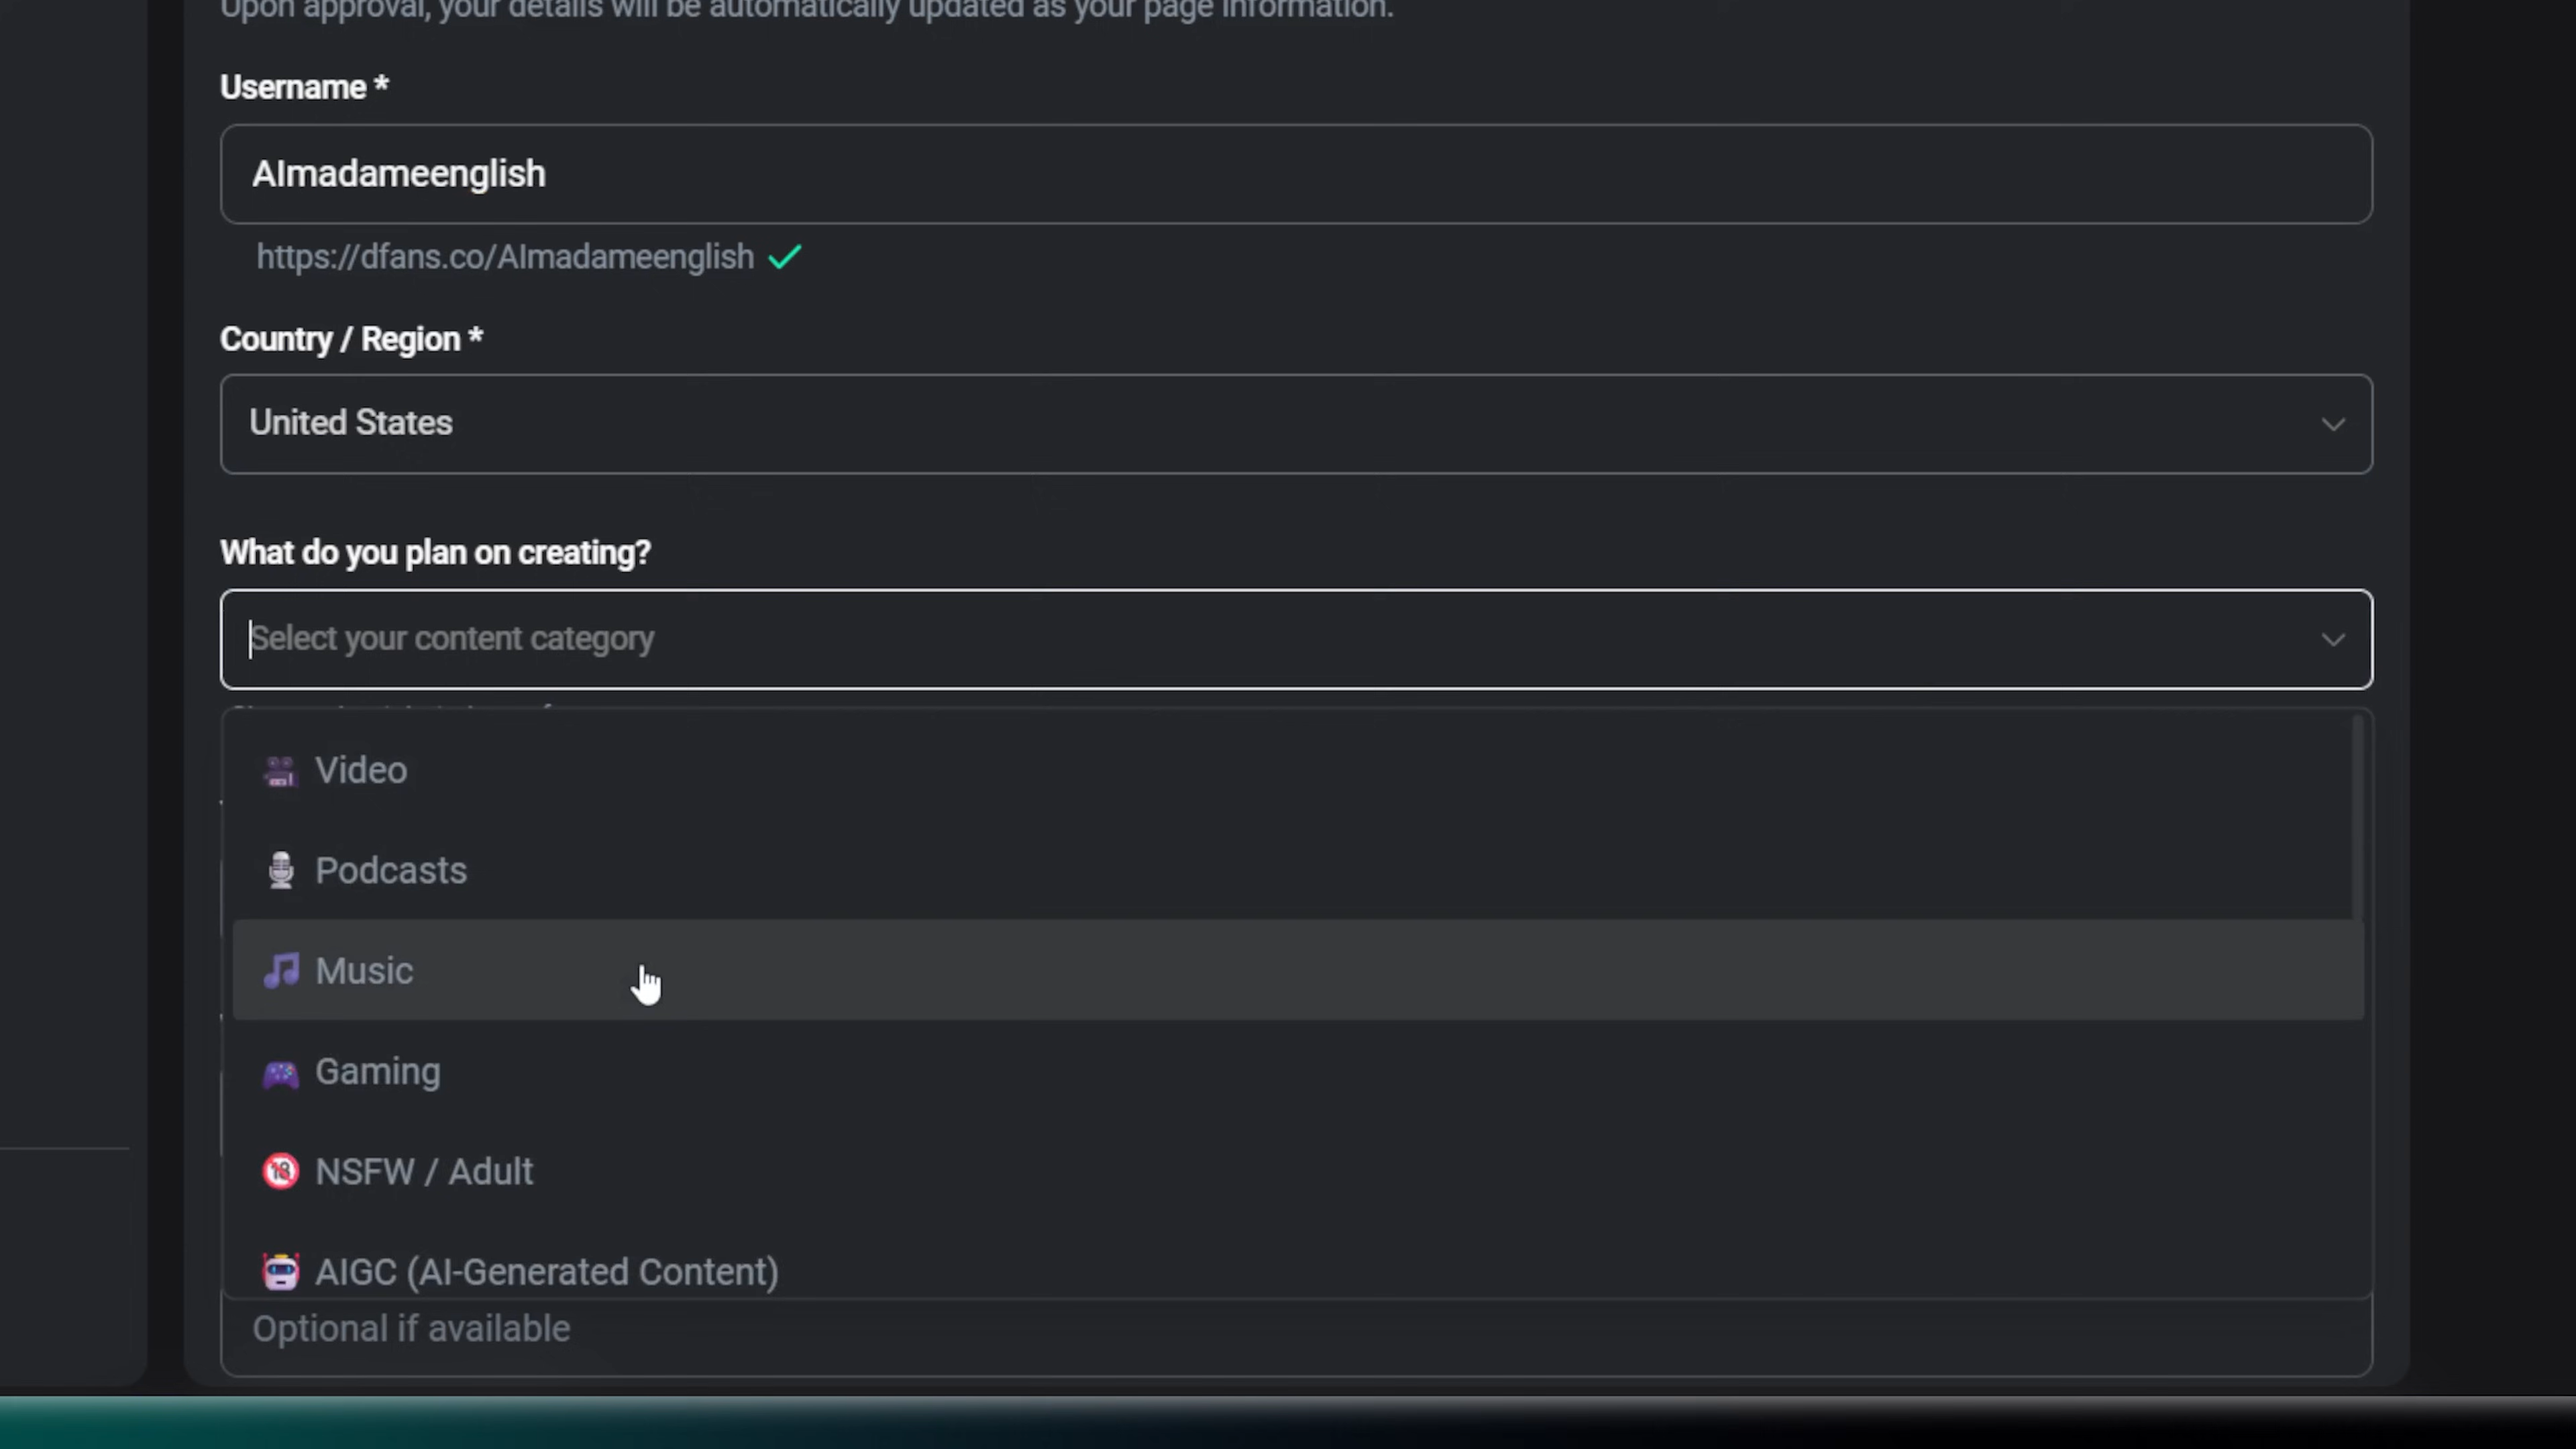 Upon approval, your details will be automatically updated as your page information.
Username *
AImadameenglish
https://dfans.co/AImadameenglish
Country / Region *
United States
What do you plan on creating?
Select your content category
Video
Podcasts
Music
Gaming
NSFW / Adult
AIGC (AI-Generated Content)
Optional if available